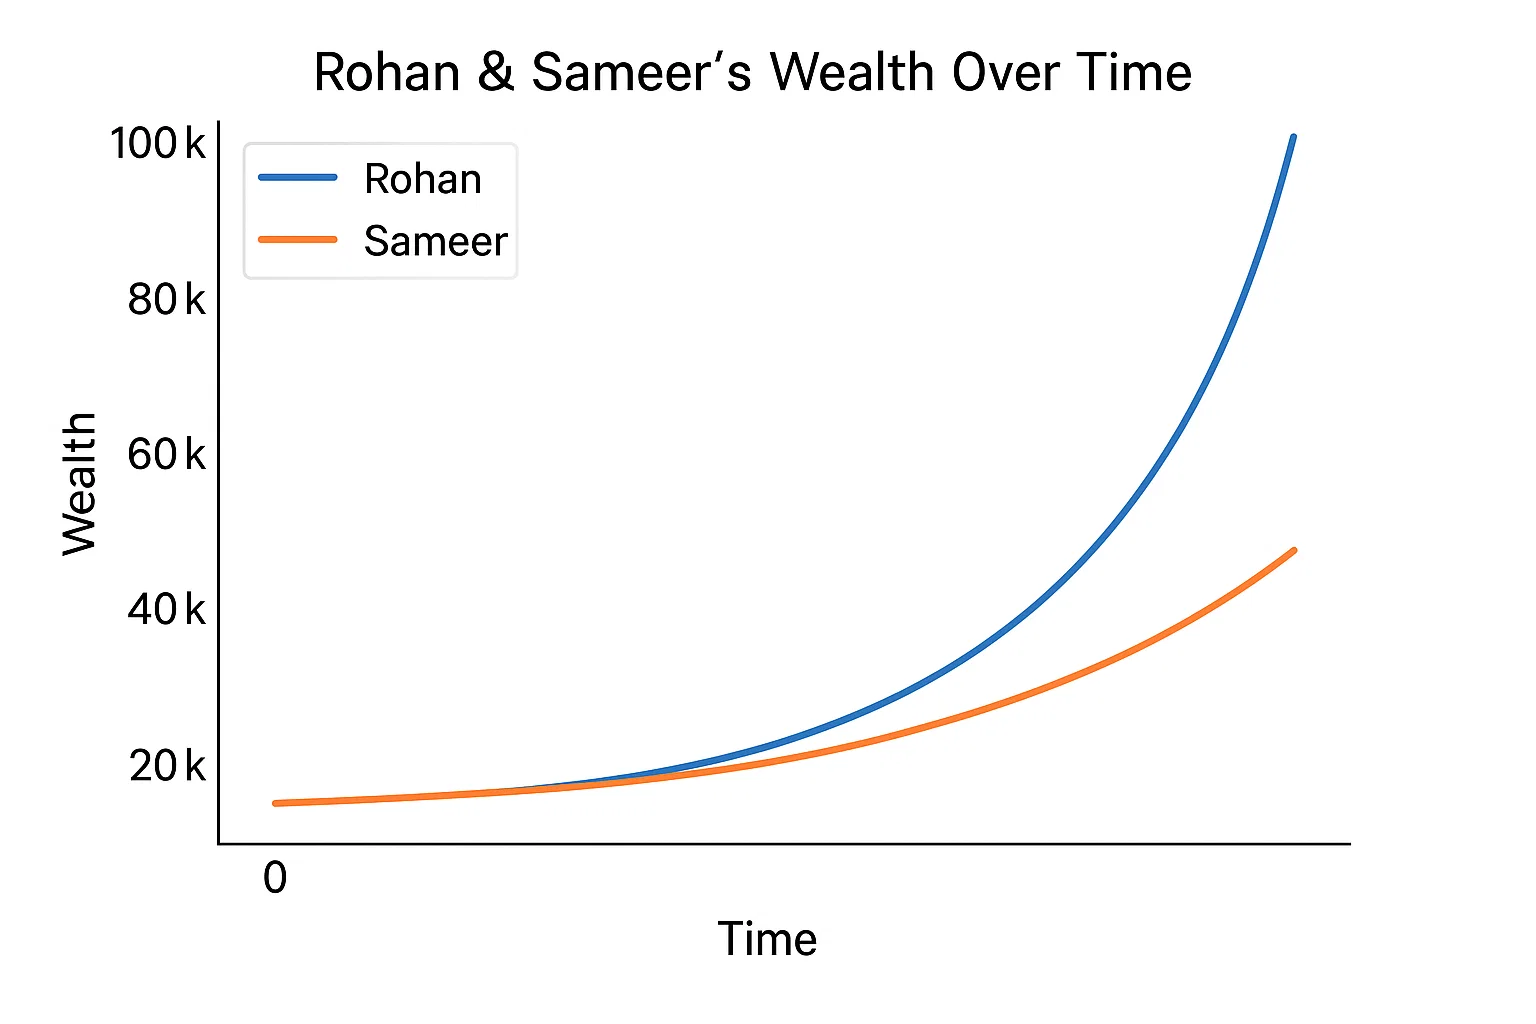 Rohan & Sameer’s Wealth Over Time
100k
Rohan
Sameer
80k
60k
Wealth
40k
20k
0
Time